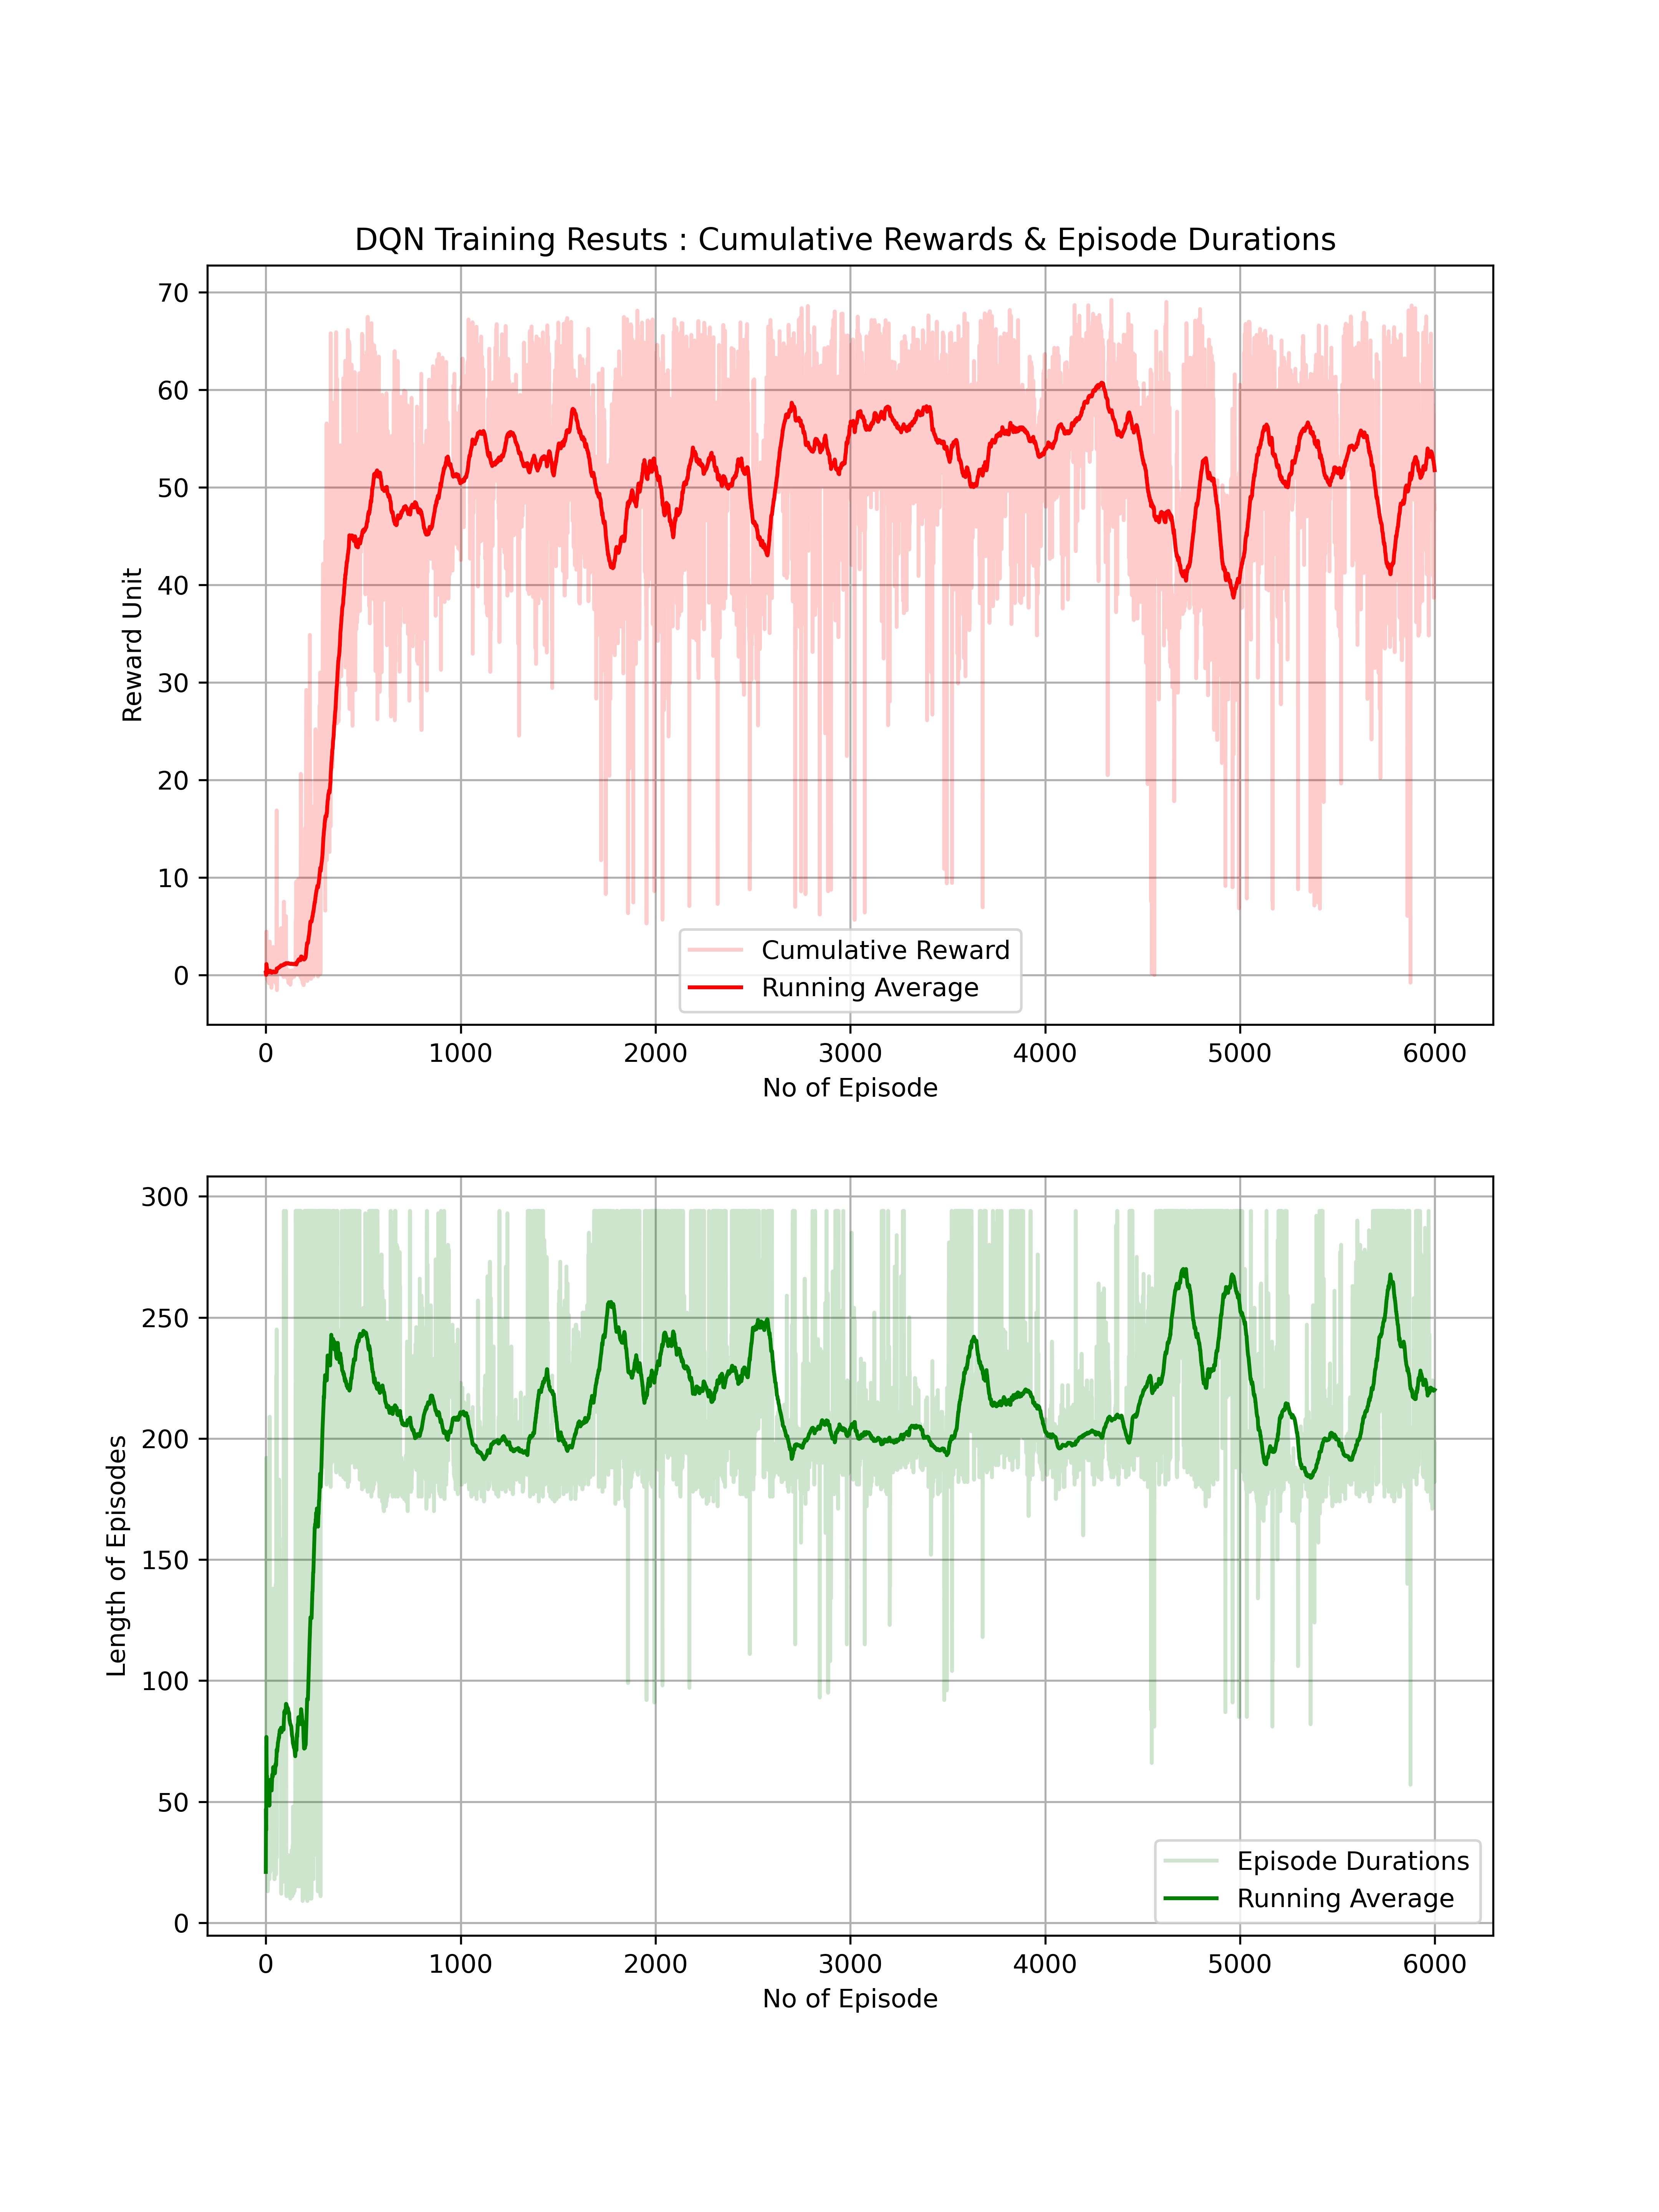 DQN Training Resuts : Cumulative Rewards & Episode Durations
70
60
50
40
30
20
10
0
Reward Unit
Cumulative Reward
Running Average
0 1000 2000 3000 4000 5000 6000
No of Episode
300
250
200
150
100
50
0
Length of Episodes
Episode Durations
Running Average
0 1000 2000 3000 4000 5000 6000
No of Episode